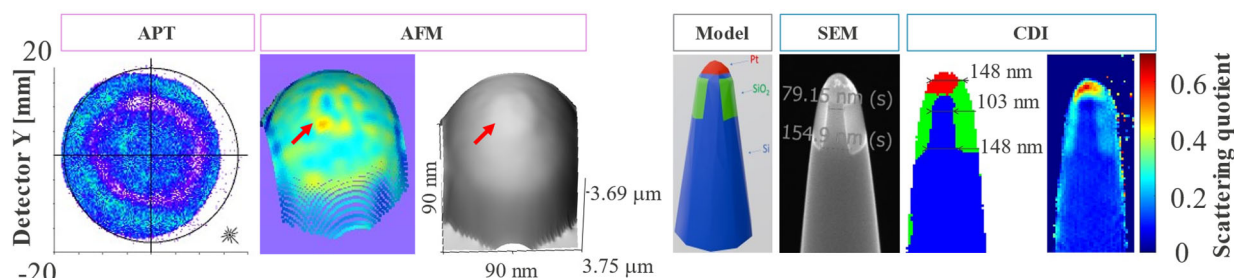 APT
AFM
Model
SEM
CDI
20
Detector Y [mm]
-20
90 nm
90 nm
-3.69 µm
3.75 µm
Pt
SiO2
Si
79.15 nm (s)
154.9 nm (s)
148 nm
103 nm
148 nm
0.6
0.4
0.2
0
Scattering quotient